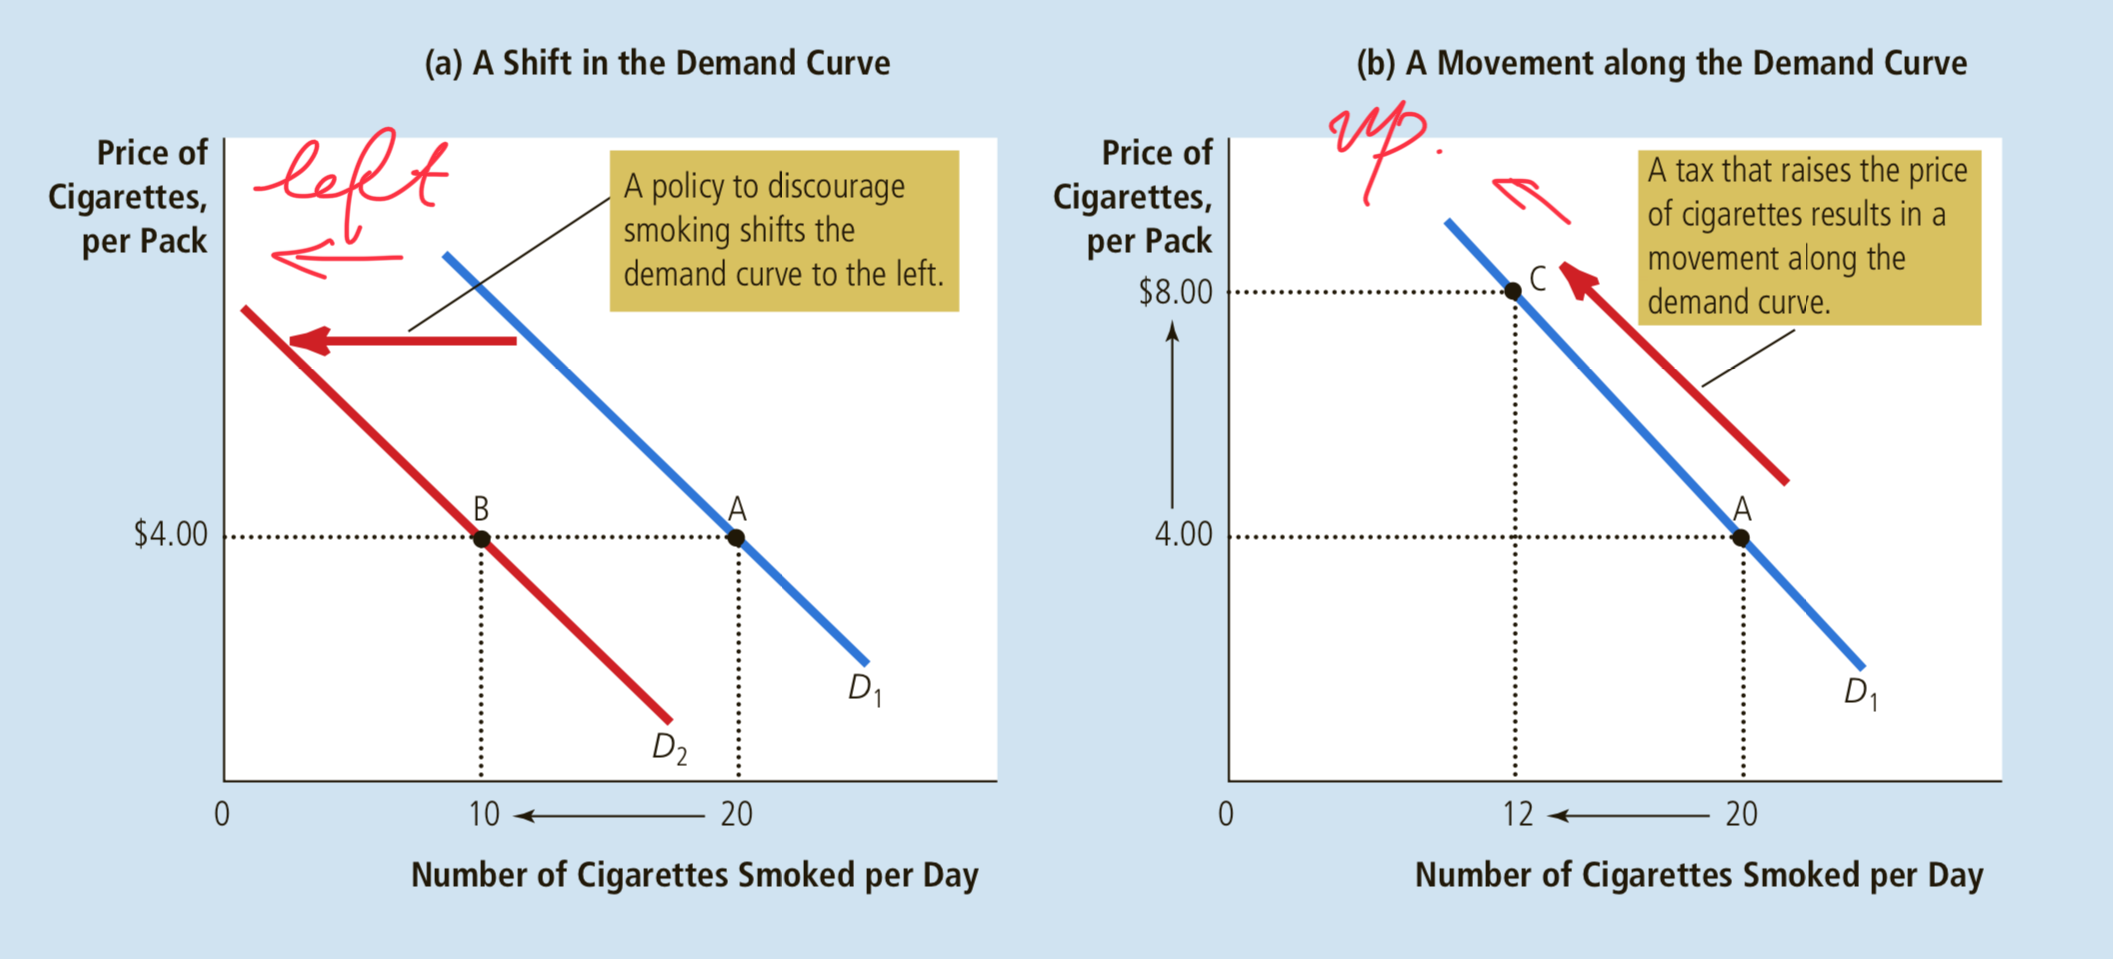 (a) A Shift in the Demand Curve
left
Price of
Cigarettes,
per Pack
A policy to discourage
smoking shifts the
demand curve to the left.
$4.00
B
A
D1
D2
0
10
20
Number of Cigarettes Smoked per Day
(b) A Movement along the Demand Curve
up.
Price of
Cigarettes,
per Pack
A tax that raises the price
of cigarettes results in a
movement along the
demand curve.
$8.00
C
4.00
A
D1
0
12
20
Number of Cigarettes Smoked per Day